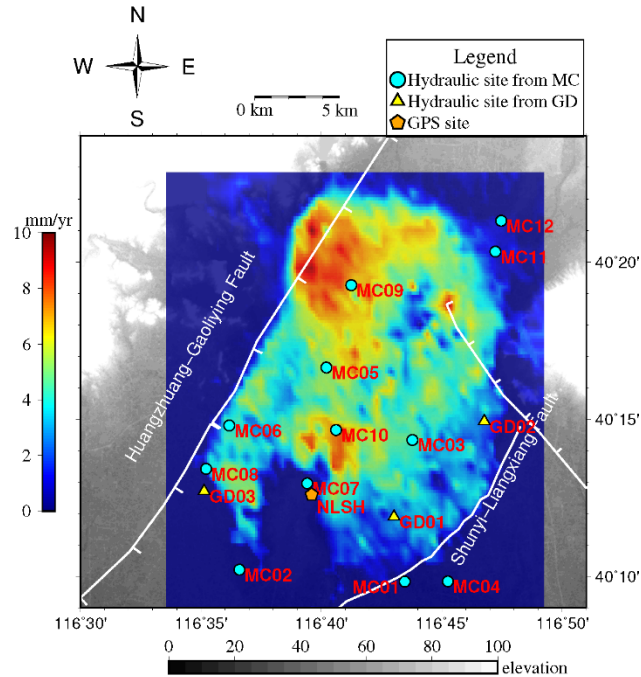 N
W E
S
0 km 5 km
Legend
Hydraulic site from MC
Hydraulic site from GD
GPS site
mm/yr
10
8
6
4
2
0
Huangzhuang-Gaoliying Fault
Shunyi-Liangxiang Fault
MC12
MC11
MC09
MC05
MC06
MC10
MC03
GD02
MC08
GD03
MC07
NLSH
GD01
MC02
MC01
MC04
40°20'
40°15'
40°10'
116°30' 116°35' 116°40' 116°45' 116°50'
0 20 40 60 80 100 elevation